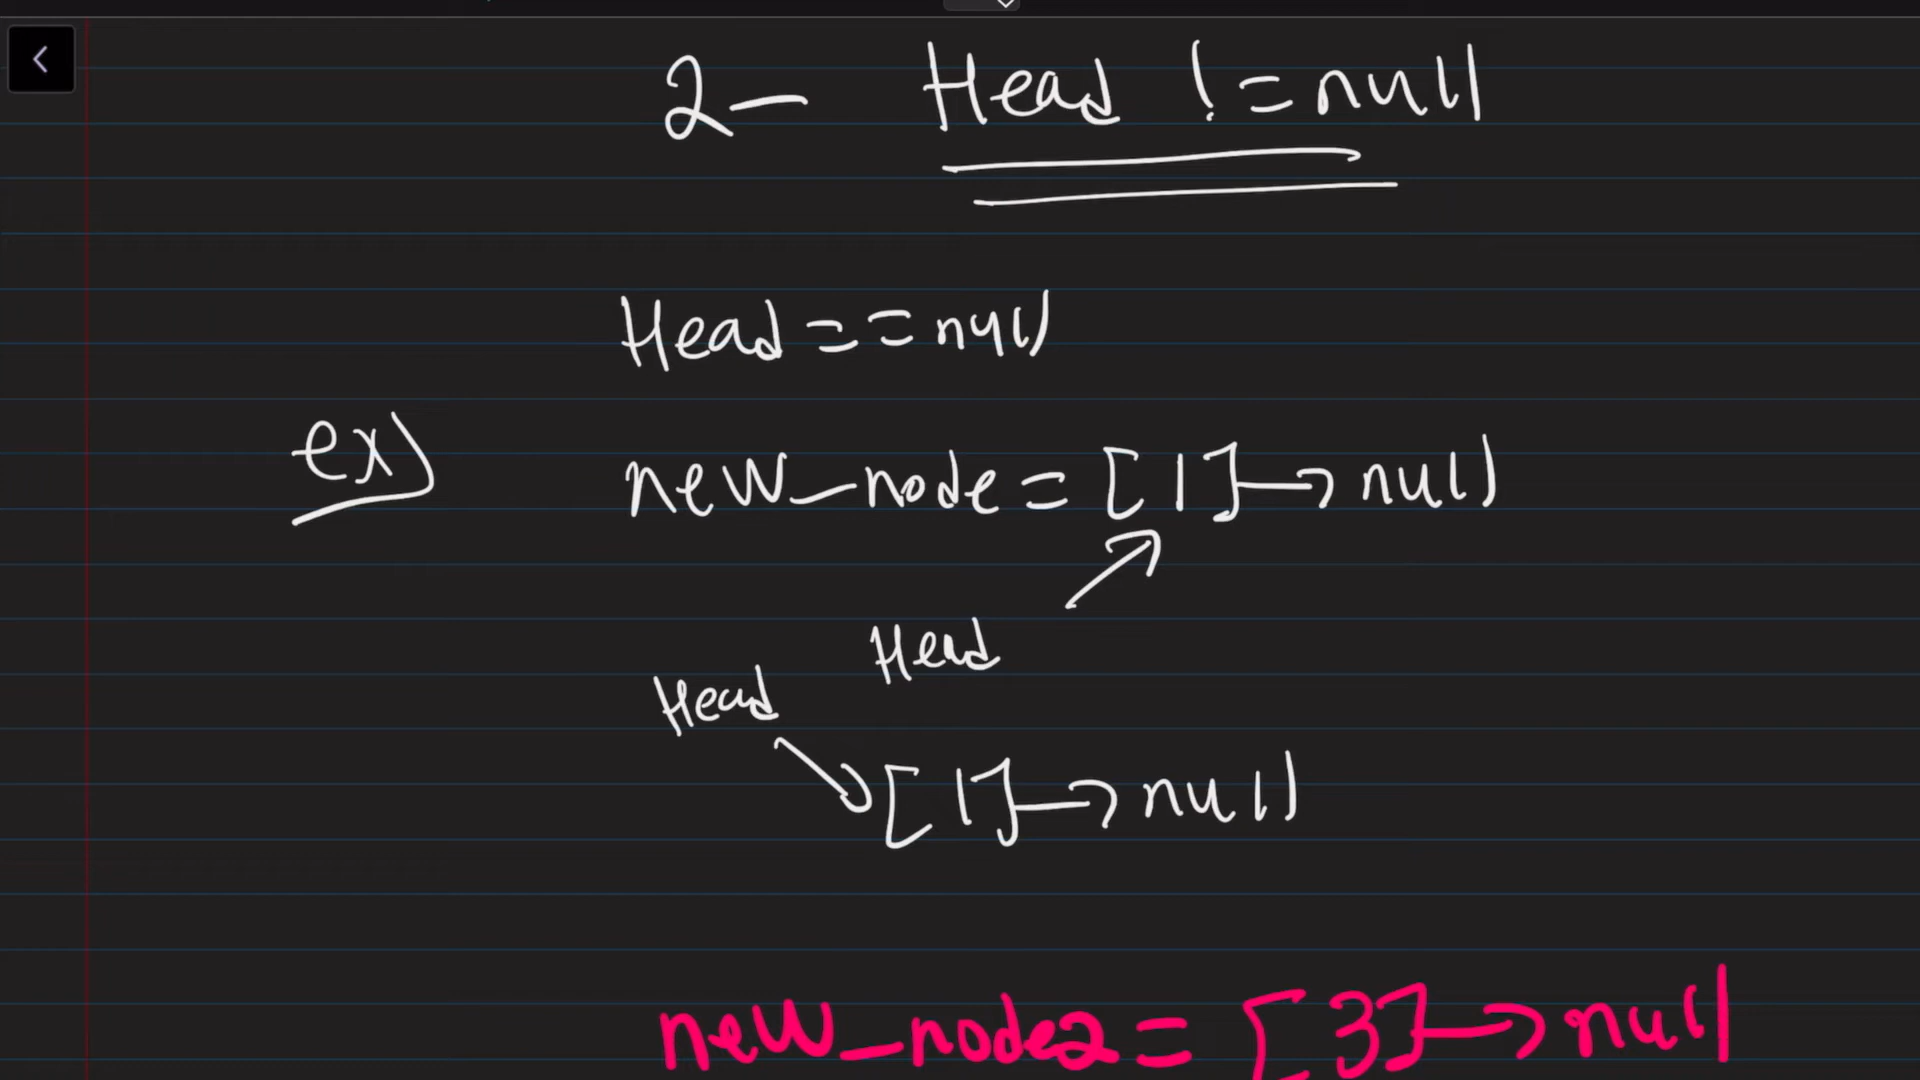 2- Head != null
Head == null
ex)
new_node = [1] → null
Head
Head
[1] → null
new_node2 = [3] → null